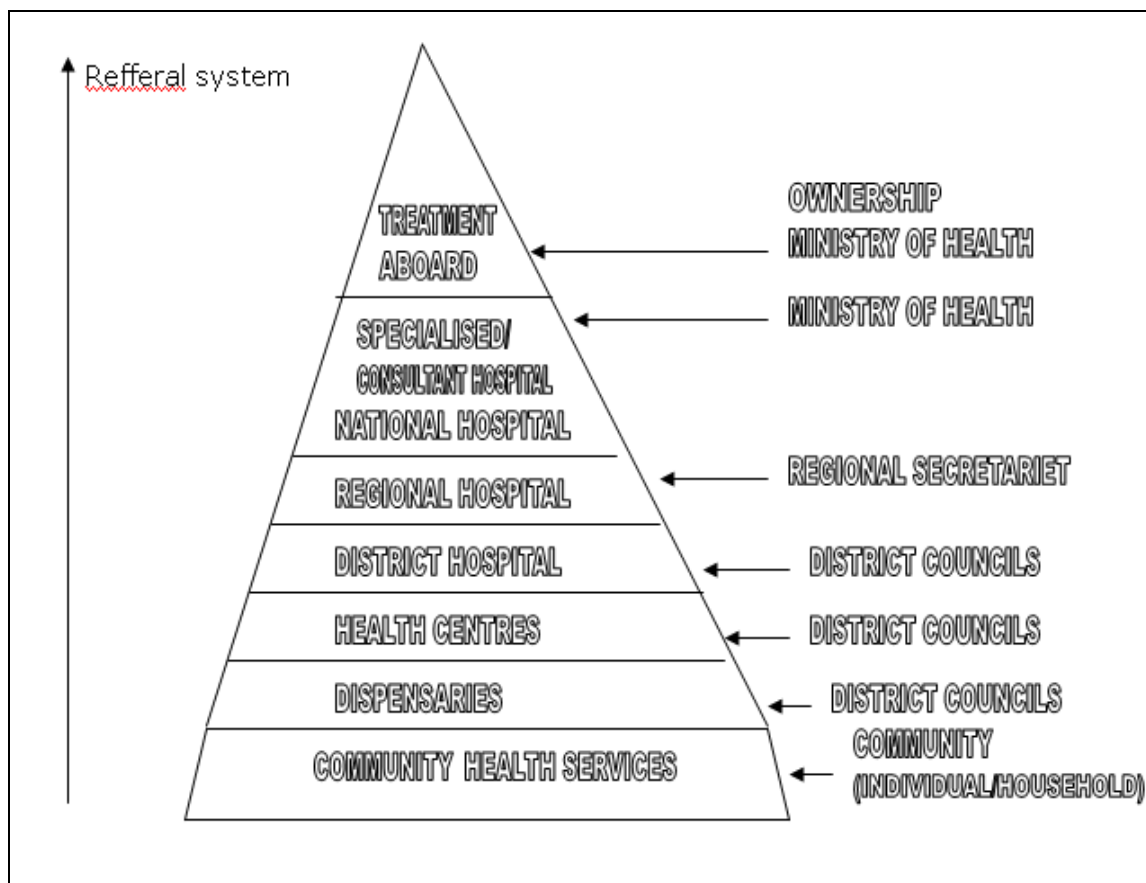 Refferal system
OWNERSHIP
TREATMENT
ABOARD
MINISTRY OF HEALTH
SPECIALISED/
CONSULTANT HOSPITAL
NATIONAL HOSPITAL
MINISTRY OF HEALTH
REGIONAL HOSPITAL
REGIONAL SECRETARIET
DISTRICT HOSPITAL
DISTRICT COUNCILS
HEALTH CENTRES
DISTRICT COUNCILS
DISPENSARIES
DISTRICT COUNCILS
COMMUNITY HEALTH SERVICES
COMMUNITY
(INDIVIDUAL/HOUSEHOLD)